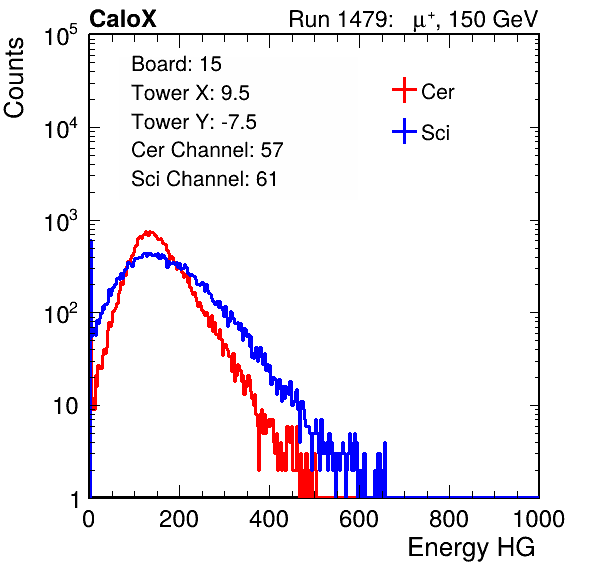 CaloX Run 1479: μ⁺, 150 GeV
Board: 15
Tower X: 9.5
Tower Y: -7.5
Cer Channel: 57
Sci Channel: 61
Cer
Sci
Counts
10⁵
10⁴
10³
10²
10
1
0 200 400 600 800 1000
Energy HG